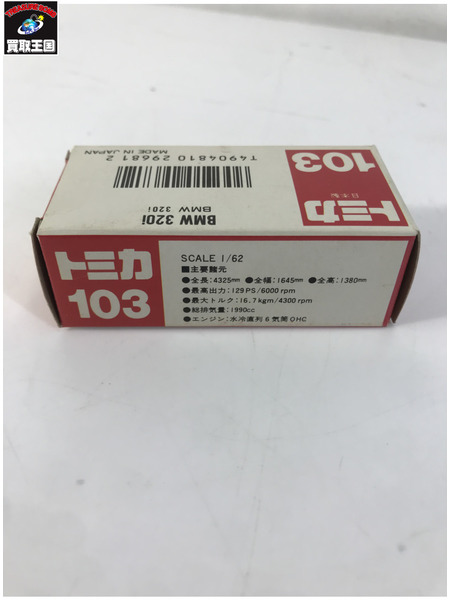 買取王国
トミカ
103
日本製
BMW 320i
BMW 320i
T4904810 29681 2
MADE IN JAPAN
トミカ
103
SCALE 1/62
■主要諸元
●全長:4325mm ●全幅:1645mm ●全高:1380mm
●最高出力:129PS/6000rpm
●最大トルク:16.7kgm/4300rpm
●総排気量:1990cc
●エンジン:水冷直列6気筒OHC